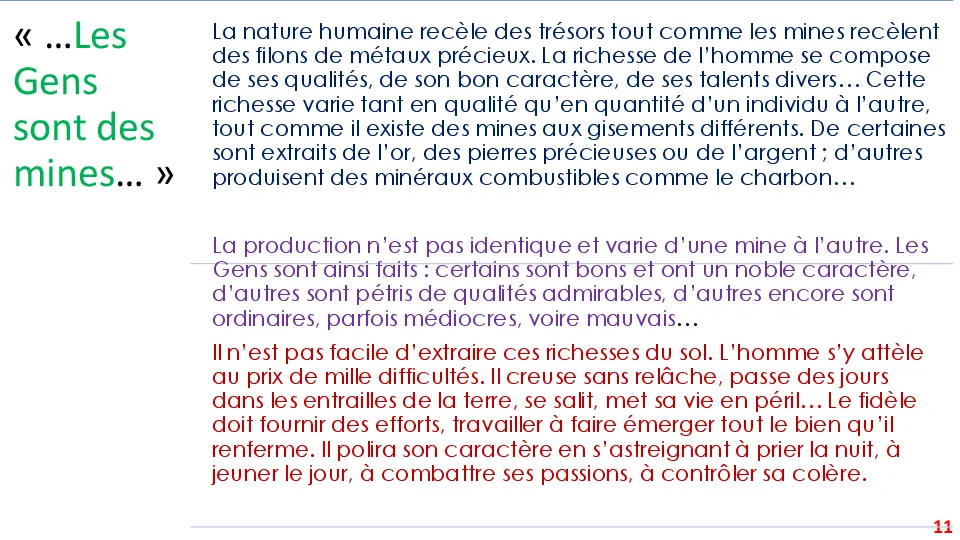 « …Les
Gens
sont des
mines… »
La nature humaine recèle des trésors tout comme les mines recèlent
des filons de métaux précieux. La richesse de l’homme se compose
de ses qualités, de son bon caractère, de ses talents divers… Cette
richesse varie tant en qualité qu’en quantité d’un individu à l’autre,
tout comme il existe des mines aux gisements différents. De certaines
sont extraits de l’or, des pierres précieuses ou de l’argent ; d’autres
produisent des minéraux combustibles comme le charbon…
La production n’est pas identique et varie d’une mine à l’autre. Les
Gens sont ainsi faits : certains sont bons et ont un noble caractère,
d’autres sont pétris de qualités admirables, d’autres encore sont
ordinaires, parfois médiocres, voire mauvais…
Il n’est pas facile d’extraire ces richesses du sol. L’homme s’y attèle
au prix de mille difficultés. Il creuse sans relâche, passe des jours
dans les entrailles de la terre, se salit, met sa vie en péril… Le fidèle
doit fournir des efforts, travailler à faire émerger tout le bien qu’il
renferme. Il polira son caractère en s’astreignant à prier la nuit, à
jeuner le jour, à combattre ses passions, à contrôler sa colère.
11